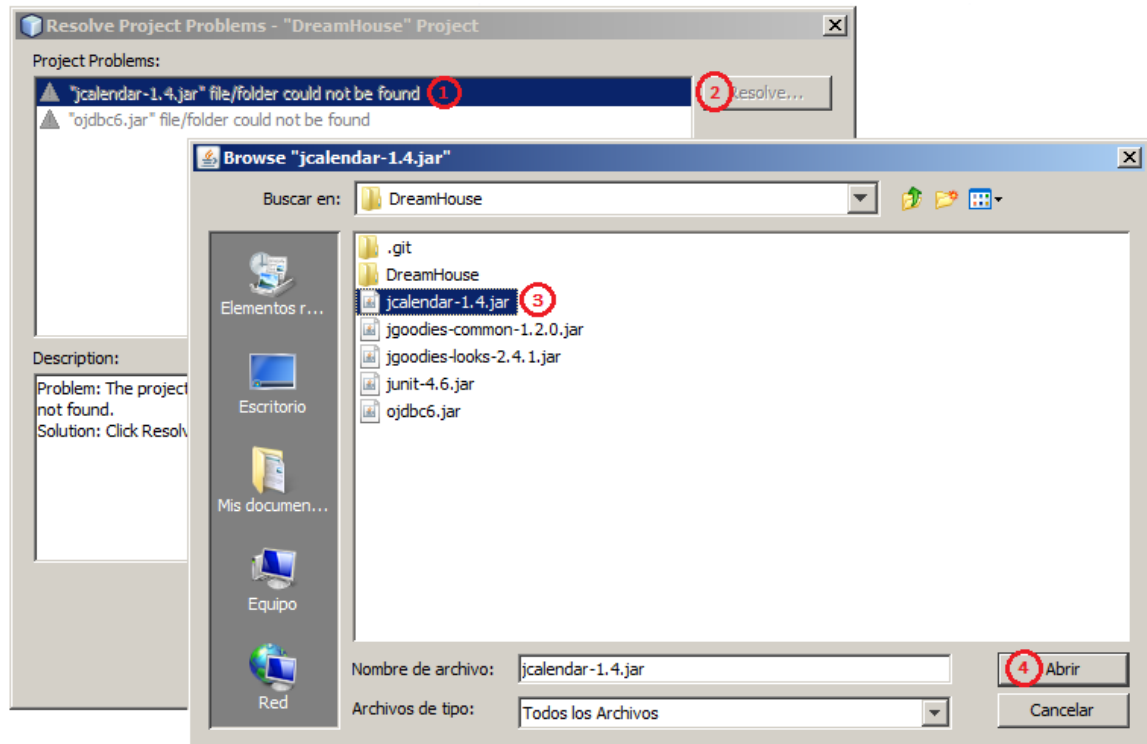 Resolve Project Problems - "DreamHouse" Project
Project Problems:
"jcalendar-1.4.jar" file/folder could not be found 1
2 Resolve...
"ojdbc6.jar" file/folder could not be found
Browse "jcalendar-1.4.jar"
Buscar en: DreamHouse
.git
DreamHouse
jcalendar-1.4.jar 3
jgoodies-common-1.2.0.jar
jgoodies-looks-2.4.1.jar
junit-4.6.jar
ojdbc6.jar
Elementos r...
Escritorio
Mis documen...
Equipo
Red
Description:
Problem: The project
not found.
Solution: Click Resolv
Nombre de archivo: jcalendar-1.4.jar
4 Abrir
Archivos de tipo: Todos los Archivos
Cancelar